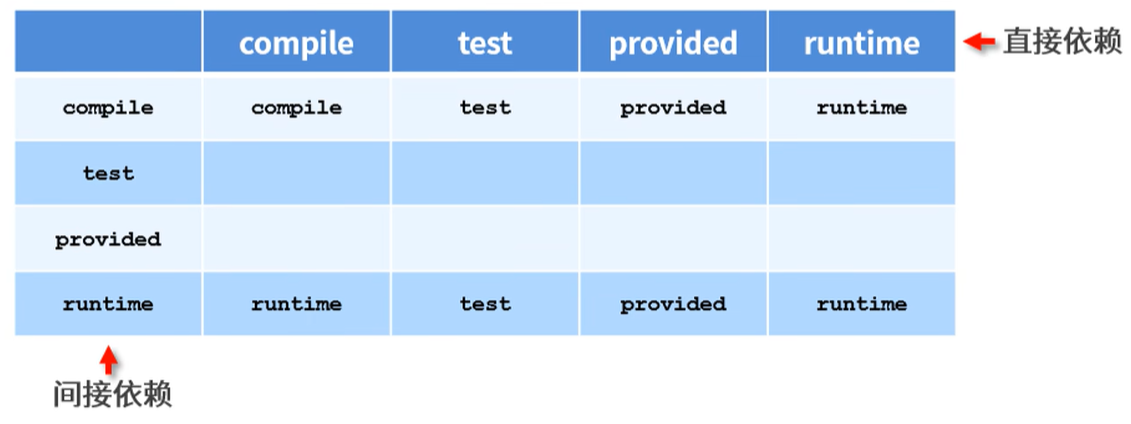 compile test provided runtime 直接依赖
compile compile test provided runtime
test
provided
runtime runtime test provided runtime
间接依赖